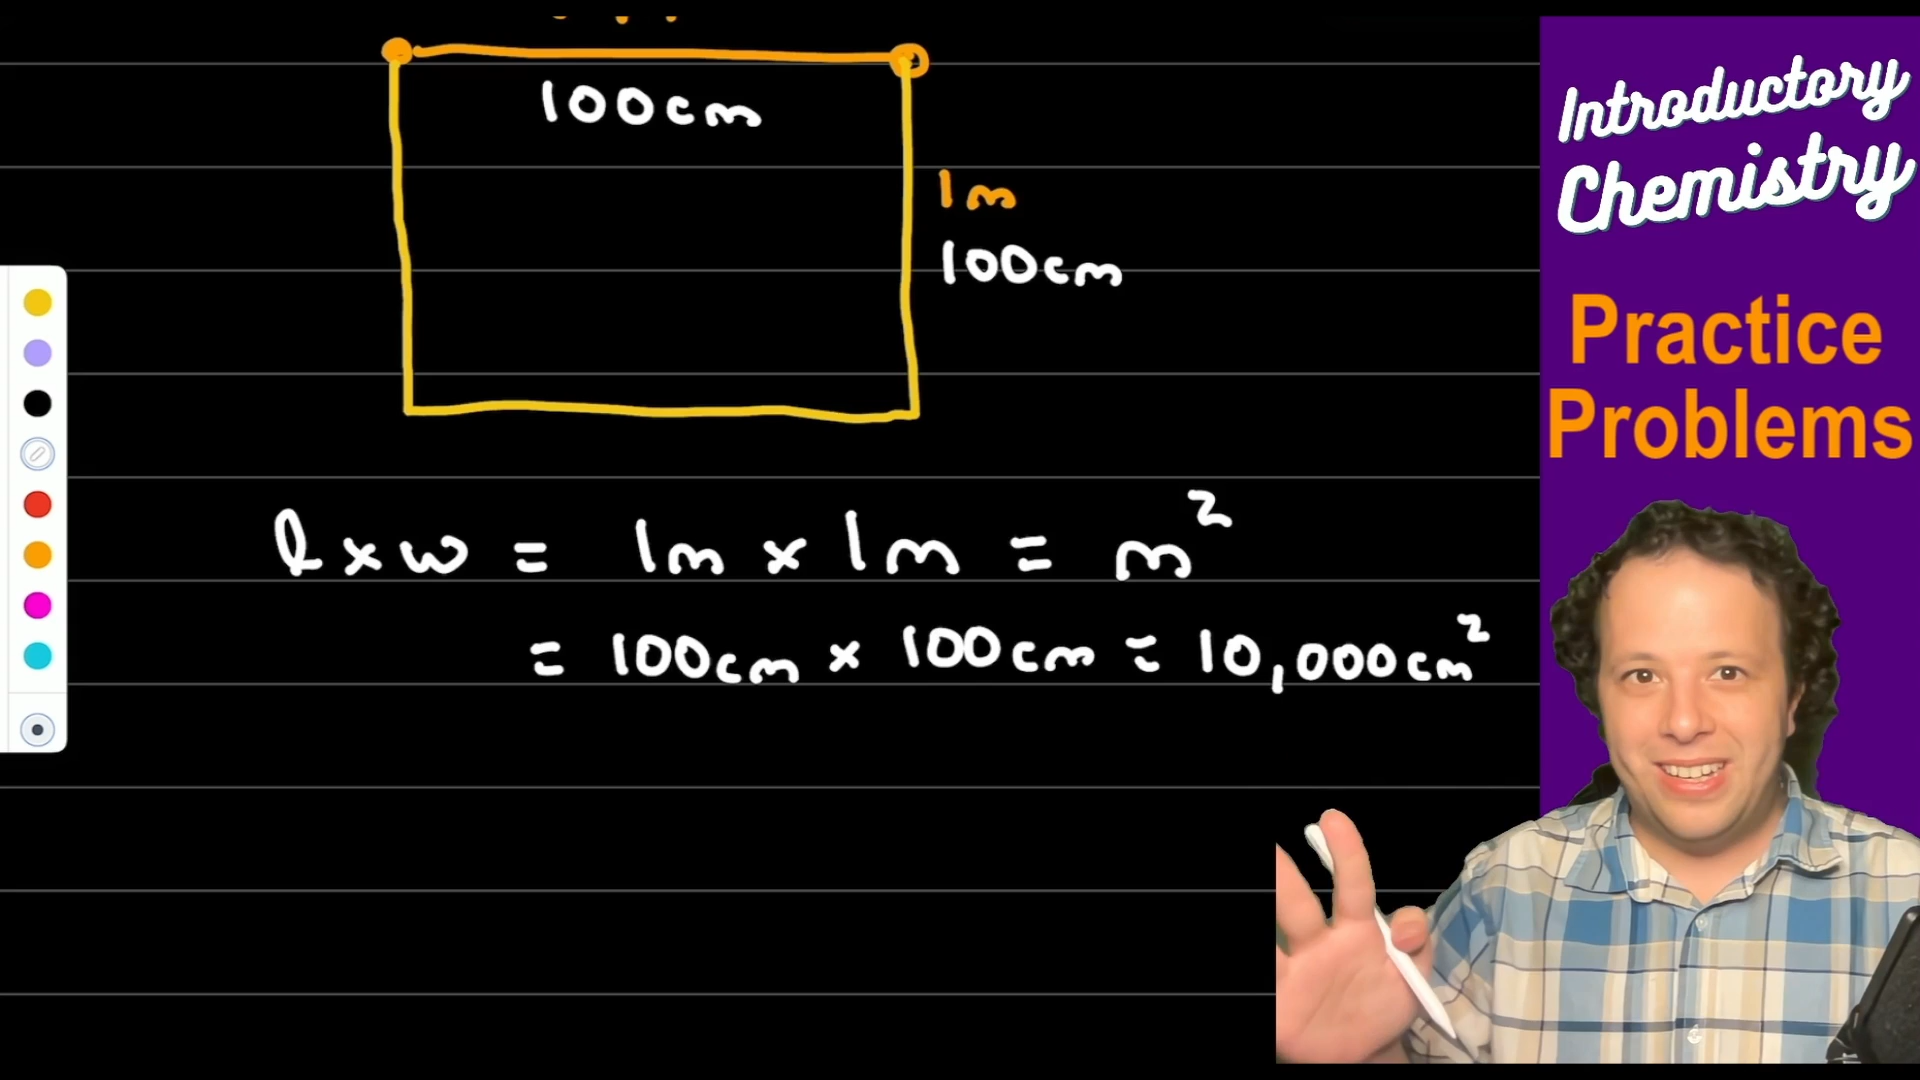 100cm
1m
100cm
l x w = 1m x 1m = m²
= 100cm x 100cm = 10,000cm²
Introductory
Chemistry
Practice
Problems